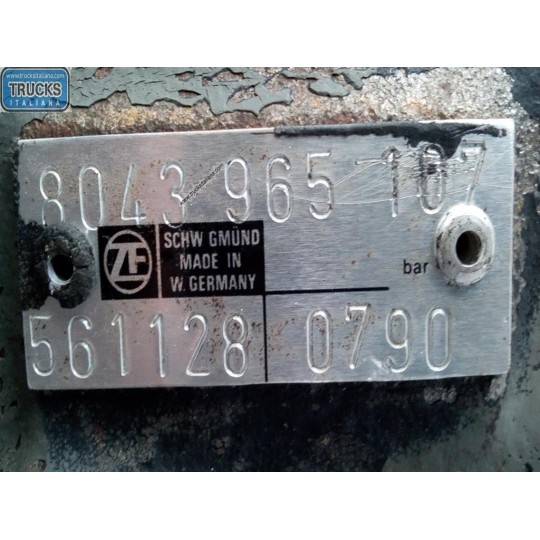 www.trucksitaliana.com
TRUCKS
ITALIANA
8043 965 107
ZF
SCHW GMÜND
MADE IN
W. GERMANY
bar
561128 0790